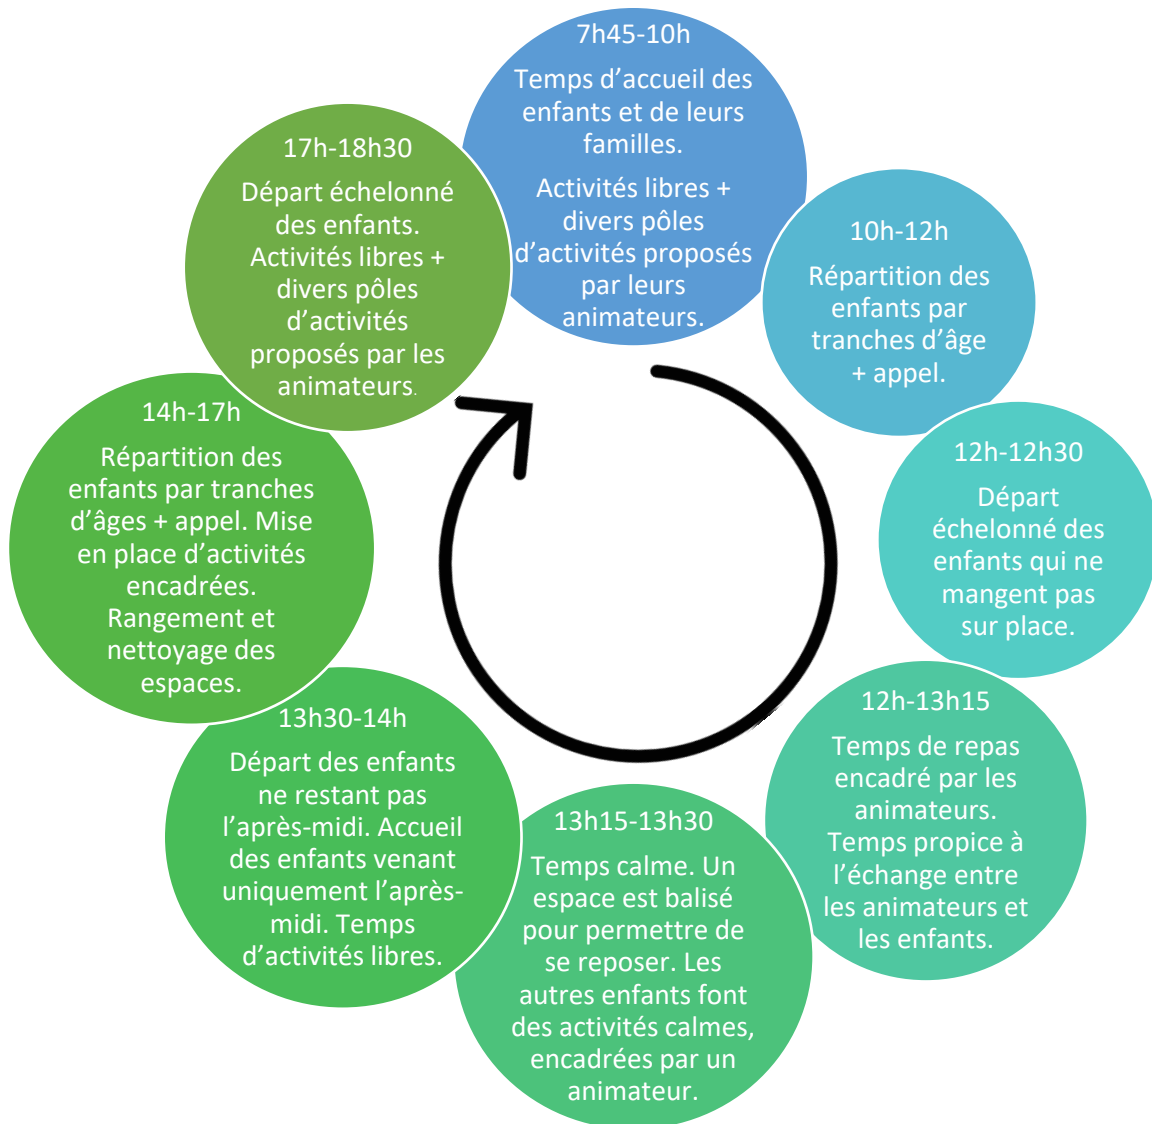 7h45-10h
Temps d’accueil des
enfants et de leurs
familles.
Activités libres +
divers pôles
d’activités proposés
par leurs
animateurs.
10h-12h
Répartition des
enfants par
tranches d’âge
+ appel.
12h-12h30
Départ
échelonné des
enfants qui ne
mangent pas
sur place.
12h-13h15
Temps de repas
encadré par les
animateurs.
Temps propice à
l’échange entre
les animateurs et
les enfants.
13h15-13h30
Temps calme. Un
espace est balisé
pour permettre de
se reposer. Les
autres enfants font
des activités calmes,
encadrées par un
animateur.
13h30-14h
Départ des enfants
ne restant pas
l’après-midi. Accueil
des enfants venant
uniquement l’après-
midi. Temps
d’activités libres.
14h-17h
Répartition des
enfants par tranches
d’âges + appel. Mise
en place d’activités
encadrées.
Rangement et
nettoyage des
espaces.
17h-18h30
Départ échelonné
des enfants.
Activités libres +
divers pôles
d’activités
proposés par les
animateurs.